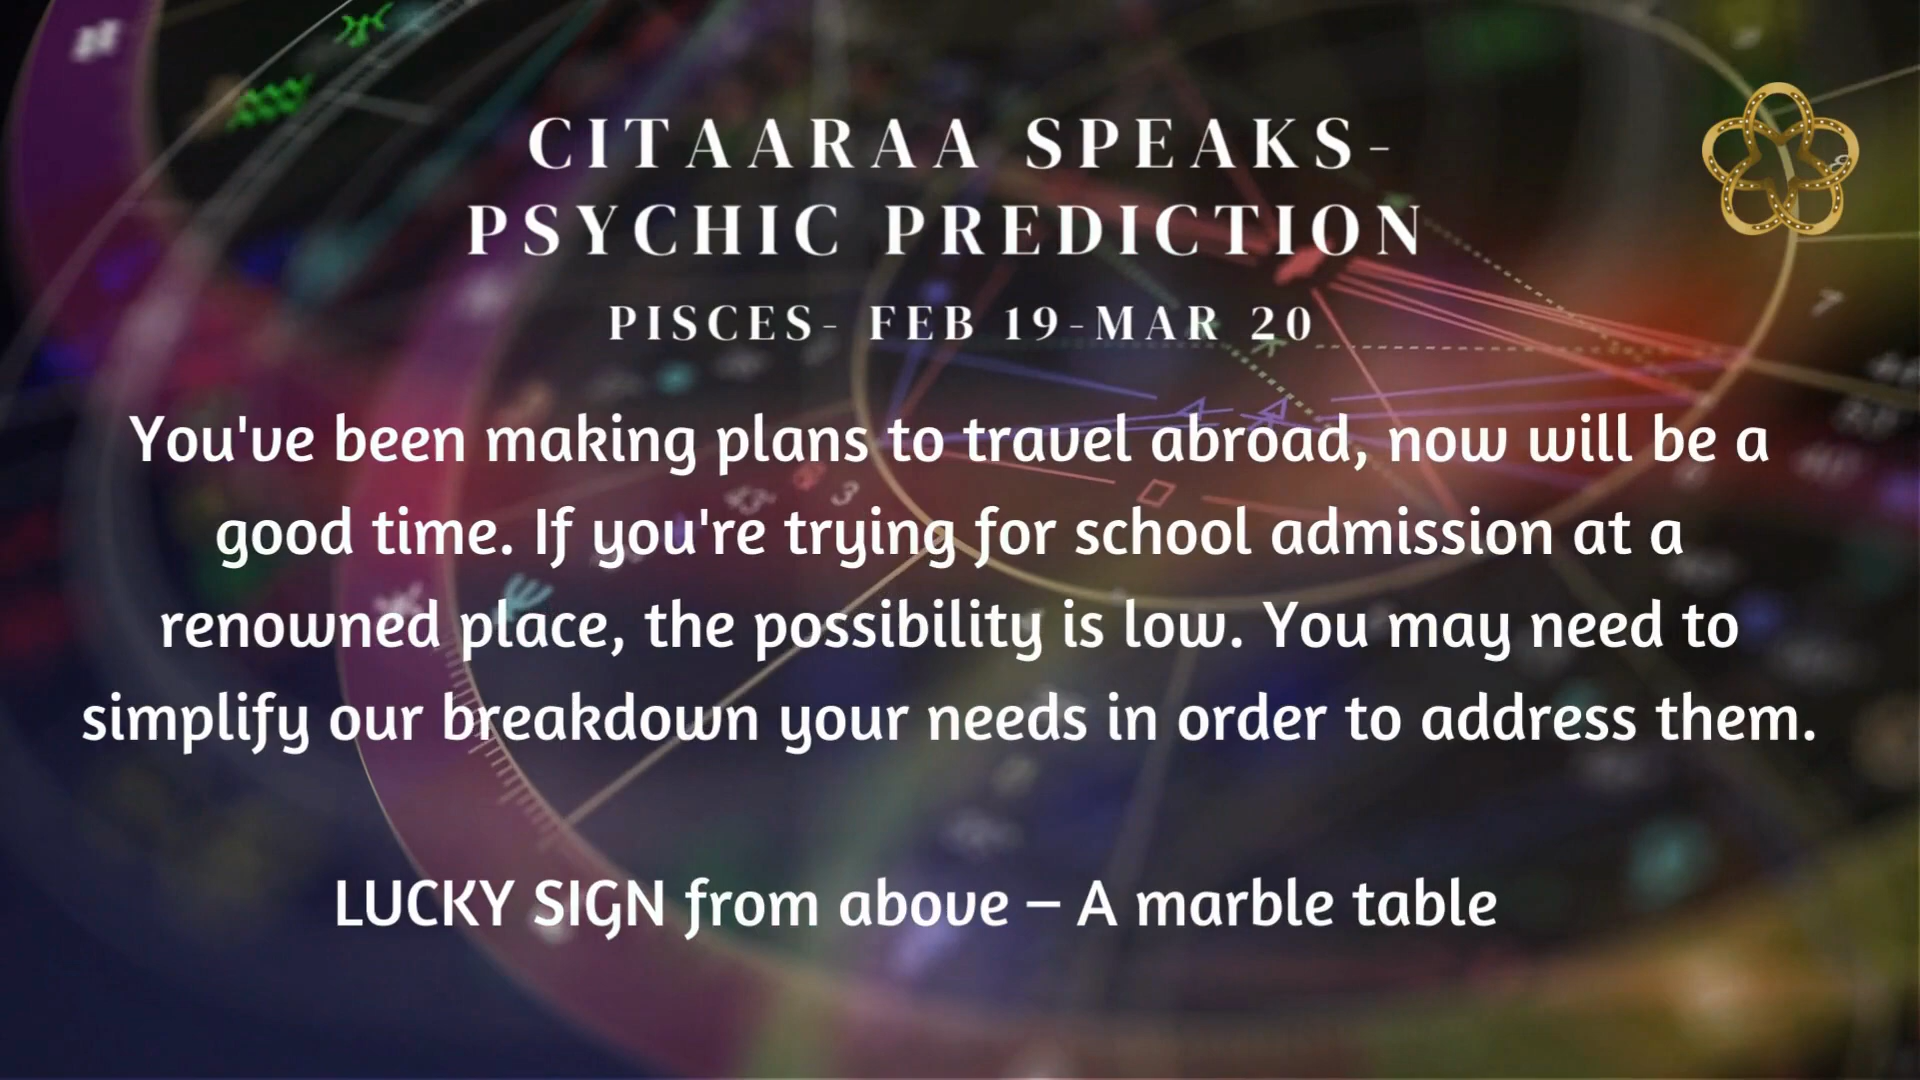 CITAARAA SPEAKS-
PSYCHIC PREDICTION
PISCES- FEB 19-MAR 20
You've been making plans to travel abroad, now will be a
good time. If you're trying for school admission at a
renowned place, the possibility is low. You may need to
simplify our breakdown your needs in order to address them.
LUCKY SIGN from above – A marble table